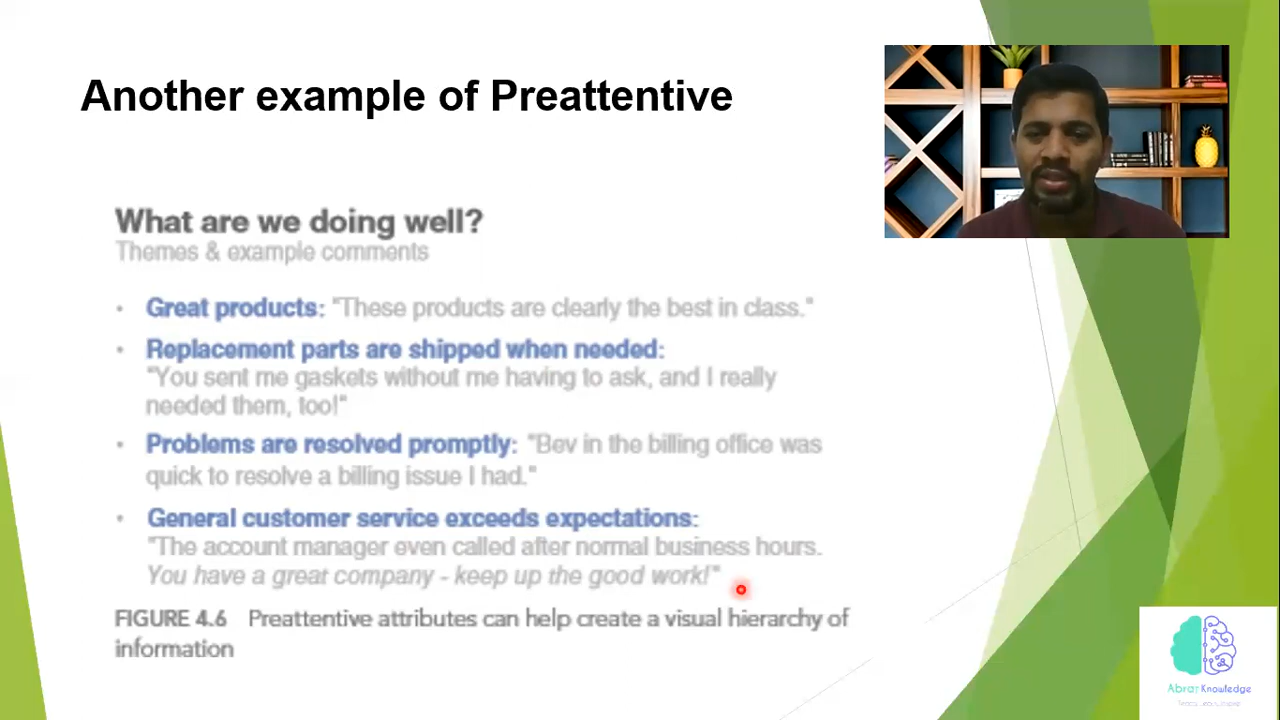 Another example of Preattentive
What are we doing well?
Themes & example comments
• Great products: "These products are clearly the best in class."
• Replacement parts are shipped when needed:
"You sent me gaskets without me having to ask, and I really
needed them, too!"
• Problems are resolved promptly: "Bev in the billing office was
quick to resolve a billing issue I had."
• General customer service exceeds expectations:
"The account manager even called after normal business hours.
You have a great company - keep up the good work!"
FIGURE 4.6 Preattentive attributes can help create a visual hierarchy of
information
Abrar Knowledge